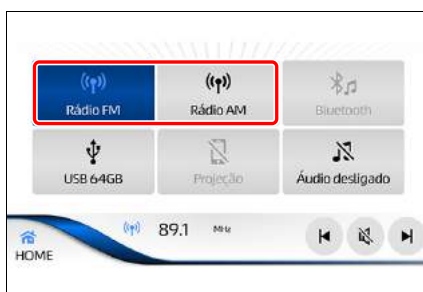 Rádio FM
Rádio AM
Bluetooth
USB 64GB
Projeção
Áudio desligado
89.1 MHz
HOME